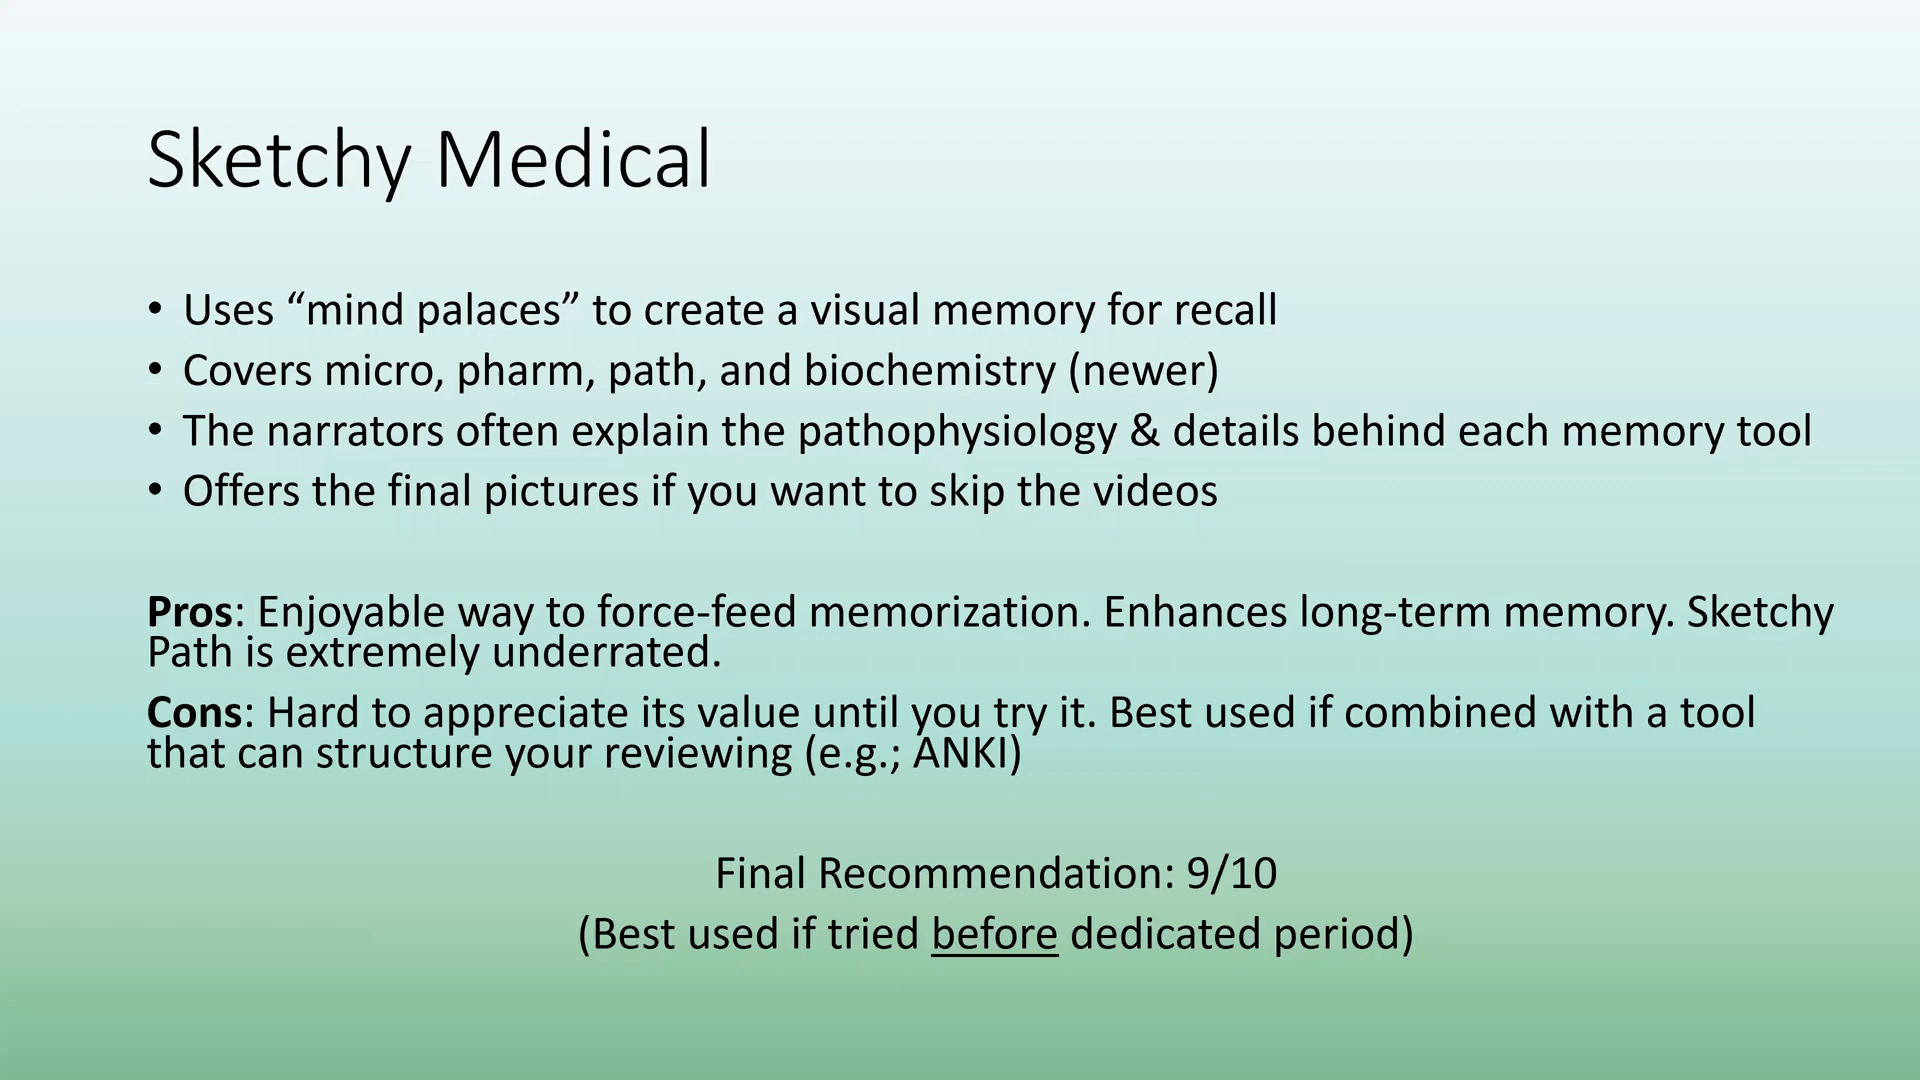 Sketchy Medical
• Uses “mind palaces” to create a visual memory for recall
• Covers micro, pharm, path, and biochemistry (newer)
• The narrators often explain the pathophysiology & details behind each memory tool
• Offers the final pictures if you want to skip the videos
Pros: Enjoyable way to force-feed memorization. Enhances long-term memory. Sketchy
Path is extremely underrated.
Cons: Hard to appreciate its value until you try it. Best used if combined with a tool
that can structure your reviewing (e.g.; ANKI)
Final Recommendation: 9/10
(Best used if tried before dedicated period)